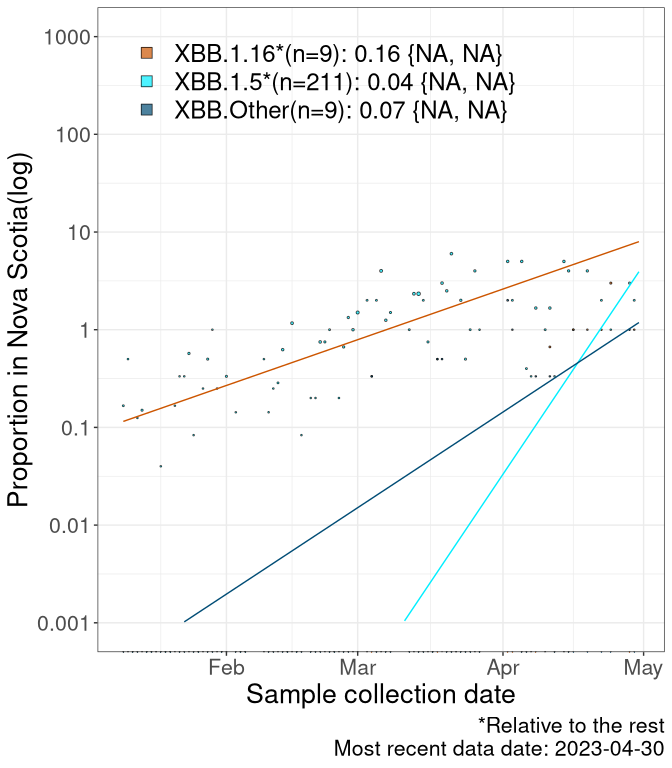 1000
100
10
1
0.1
0.01
0.001
Proportion in Nova Scotia(log)
XBB.1.16*(n=9): 0.16 {NA, NA}
XBB.1.5*(n=211): 0.04 {NA, NA}
XBB.Other(n=9): 0.07 {NA, NA}
Feb Mar Apr May
Sample collection date
*Relative to the rest
Most recent data date: 2023-04-30